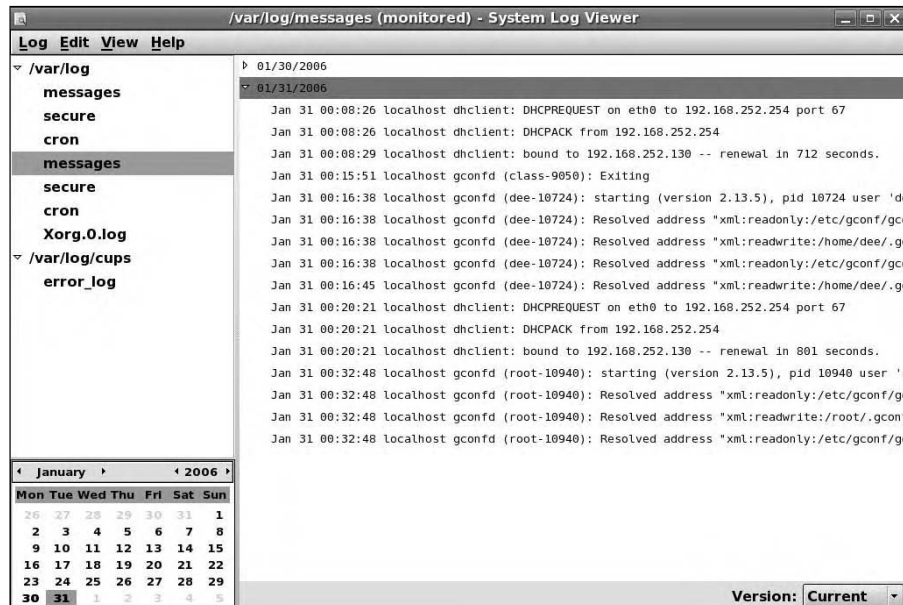 /var/log/messages (monitored) - System Log Viewer
Log Edit View Help
/var/log
messages
secure
cron
messages
secure
cron
Xorg.0.log
/var/log/cups
error_log
01/30/2006
01/31/2006
Jan 31 00:08:26 localhost dhclient: DHCPREQUEST on eth0 to 192.168.252.254 port 67
Jan 31 00:08:26 localhost dhclient: DHCPACK from 192.168.252.254
Jan 31 00:08:29 localhost dhclient: bound to 192.168.252.130 -- renewal in 712 seconds.
Jan 31 00:15:51 localhost gconfd (class-9050): Exiting
Jan 31 00:16:38 localhost gconfd (dee-10724): starting (version 2.13.5), pid 10724 user 'de
Jan 31 00:16:38 localhost gconfd (dee-10724): Resolved address "xml:readonly:/etc/gconf/gco
Jan 31 00:16:38 localhost gconfd (dee-10724): Resolved address "xml:readwrite:/home/dee/.gc
Jan 31 00:16:38 localhost gconfd (dee-10724): Resolved address "xml:readonly:/etc/gconf/gco
Jan 31 00:16:45 localhost gconfd (dee-10724): Resolved address "xml:readwrite:/home/dee/.gc
Jan 31 00:20:21 localhost dhclient: DHCPREQUEST on eth0 to 192.168.252.254 port 67
Jan 31 00:20:21 localhost dhclient: DHCPACK from 192.168.252.254
Jan 31 00:20:21 localhost dhclient: bound to 192.168.252.130 -- renewal in 801 seconds.
Jan 31 00:32:48 localhost gconfd (root-10940): starting (version 2.13.5), pid 10940 user '
Jan 31 00:32:48 localhost gconfd (root-10940): Resolved address "xml:readonly:/etc/gconf/g
Jan 31 00:32:48 localhost gconfd (root-10940): Resolved address "xml:readwrite:/root/.gcon
Jan 31 00:32:48 localhost gconfd (root-10940): Resolved address "xml:readonly:/etc/gconf/g
January 2006
Mon Tue Wed Thu Fri Sat Sun
26 27 28 29 30 31 1
2 3 4 5 6 7 8
9 10 11 12 13 14 15
16 17 18 19 20 21 22
23 24 25 26 27 28 29
30 31 1 2 3 4 5
Version: Current